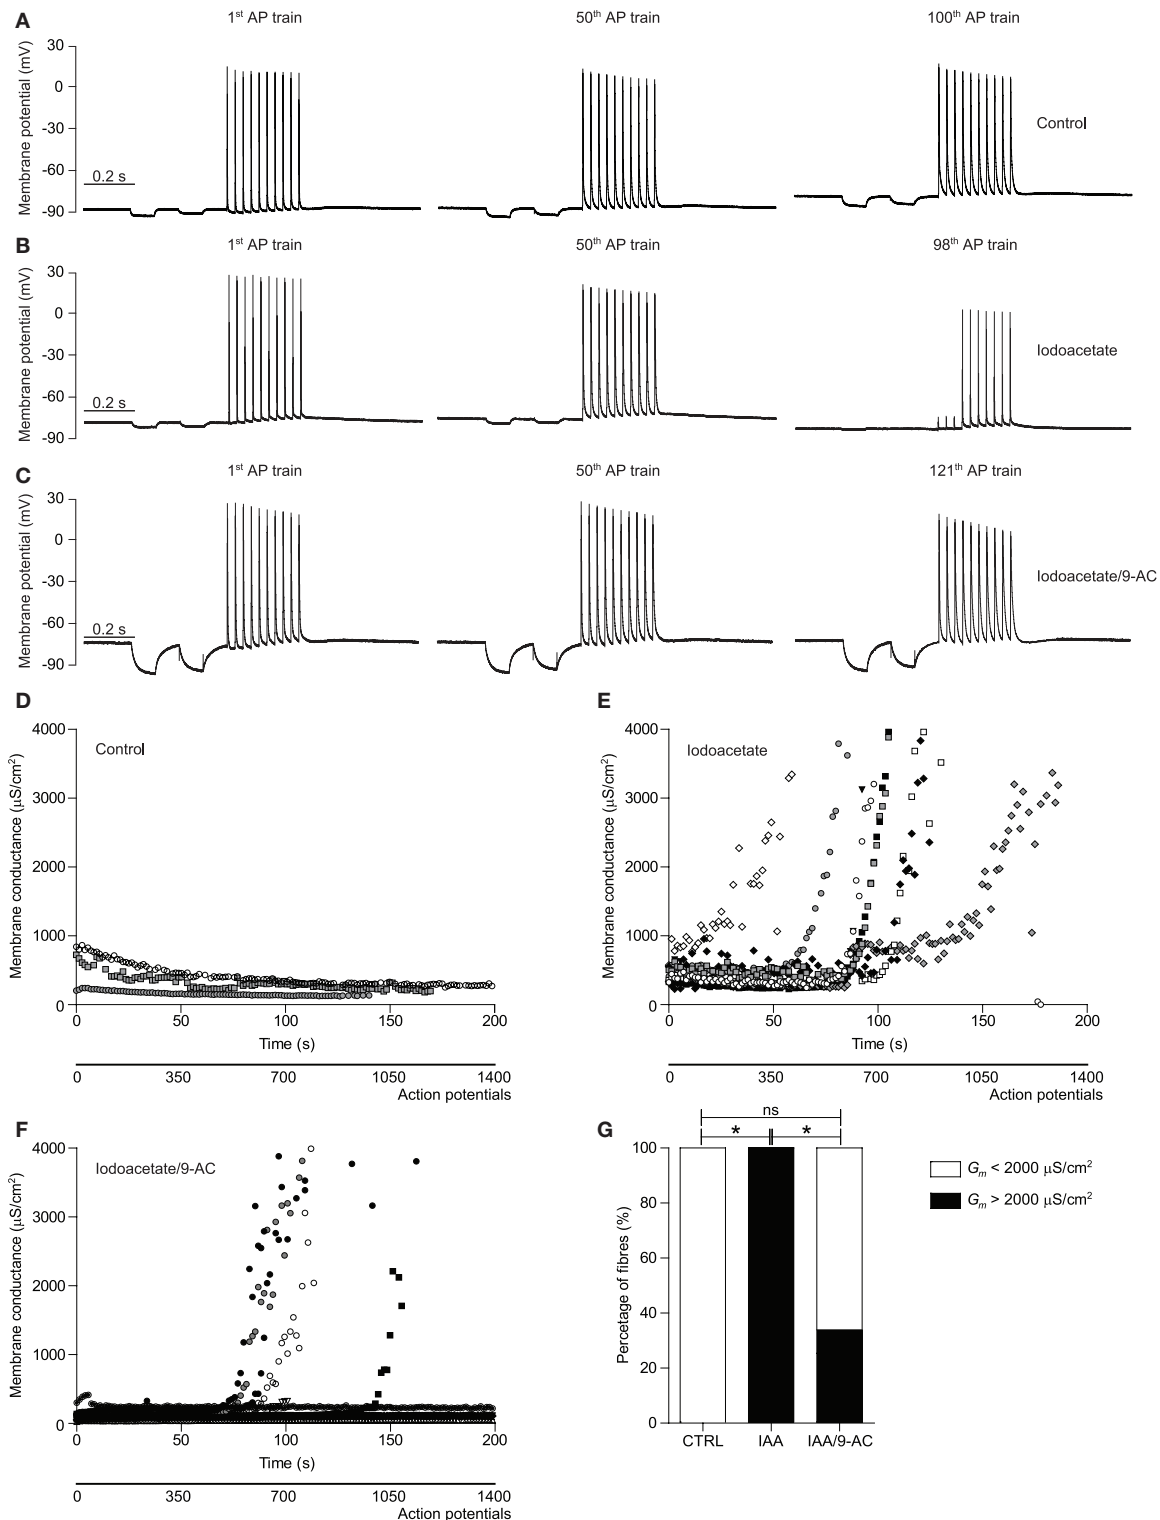 A
1st AP train
50th AP train
100th AP train
Membrane potential (mV)
30
0
-30
-60
-90
0.2 s
Control
B
1st AP train
50th AP train
98th AP train
Membrane potential (mV)
30
0
-30
-60
-90
0.2 s
Iodoacetate
C
1st AP train
50th AP train
121th AP train
Membrane potential (mV)
30
0
-30
-60
-90
0.2 s
Iodoacetate/9-AC
D
Control
Membrane conductance (µS/cm2)
4000
3000
2000
1000
0
0 50 100 150 200
Time (s)
0 350 700 1050 1400
Action potentials
E
Iodoacetate
Membrane conductance (µS/cm2)
4000
3000
2000
1000
0
0 50 100 150 200
Time (s)
0 350 700 1050 1400
Action potentials
F
Iodoacetate/9-AC
Membrane conductance (µS/cm2)
4000
3000
2000
1000
0
0 50 100 150 200
Time (s)
0 350 700 1050 1400
Action potentials
G
ns
* *
Percetage of fibres (%)
100
80
60
40
20
0
CTRL IAA IAA/9-AC
Gm < 2000 µS/cm2
Gm > 2000 µS/cm2